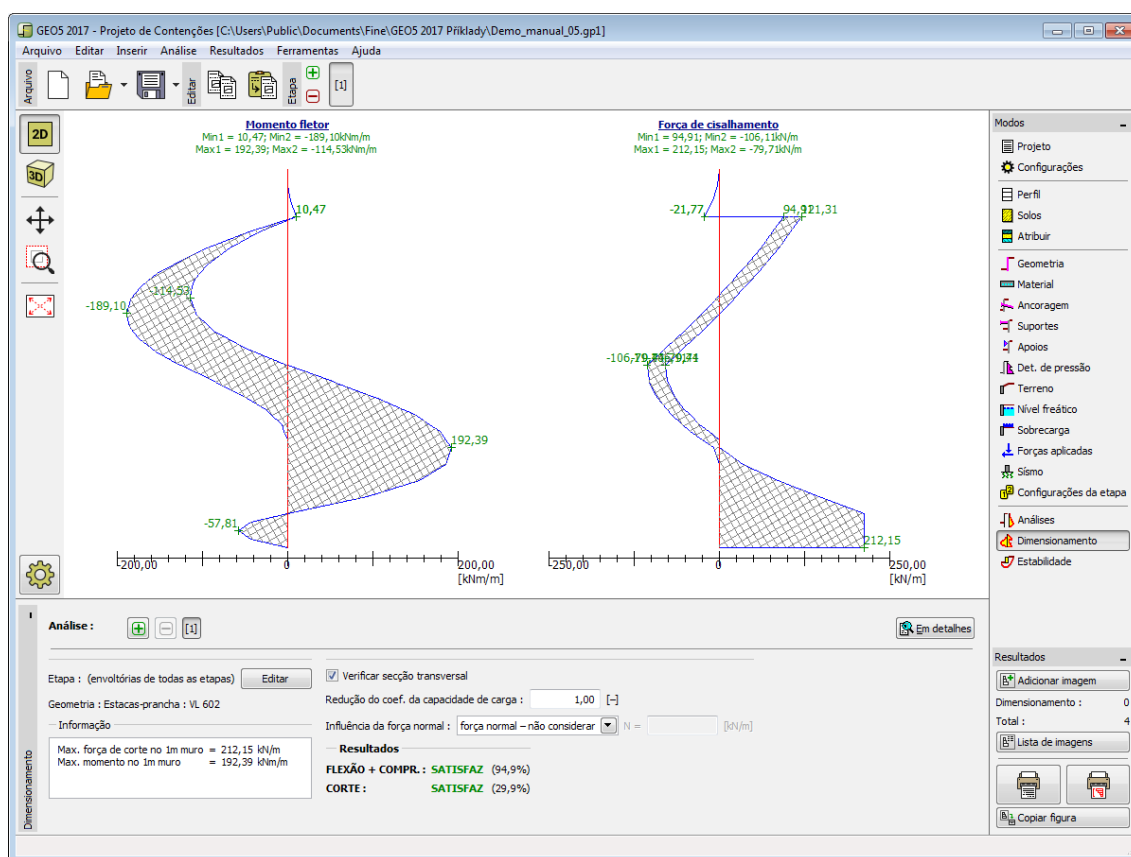 GEO5 2017 - Projeto de Contenções [C:\Users\Public\Documents\Fine\GEO5 2017 Příklady\Demo_manual_05.gp1]
Arquivo Editar Inserir Análise Resultados Ferramentas Ajuda
Arquivo
Editar
Etapa
[1]
2D
3D
Momento fletor
Min1 = 10,47; Min2 = -189,10kNm/m
Max1 = 192,39; Max2 = -114,53kNm/m
10,47
-189,10
-114,53
192,39
-57,81
-200,00 0 200,00
[kNm/m]
Força de cisalhamento
Min1 = 94,91; Min2 = -106,11kN/m
Max1 = 212,15; Max2 = -79,71kN/m
-21,77
94,91
121,31
212,15
-250,00 0 250,00
[kN/m]
Modos
Projeto
Configurações
Perfil
Solos
Atribuir
Geometria
Material
Ancoragem
Suportes
Apoios
Det. de pressão
Terreno
Nível freático
Sobrecarga
Forças aplicadas
Sísmo
Configurações da etapa
Análises
Dimensionamento
Estabilidade
Dimensionamento
Análise :
[1]
Em detalhes
Etapa : (envoltórias de todas as etapas) Editar
Geometria : Estacas-prancha : VL 602
Informação
Max. força de corte no 1m muro = 212,15 kN/m
Max. momento no 1m muro = 192,39 kNm/m
Verificar secção transversal
Redução do coef. da capacidade de carga : 1,00 [–]
Influência da força normal : força normal – não considerar N = [kN/m]
Resultados
FLEXÃO + COMPR. : SATISFAZ (94,9%)
CORTE : SATISFAZ (29,9%)
Resultados
Adicionar imagem
Dimensionamento : 0
Total : 4
Lista de imagens
Copiar figura